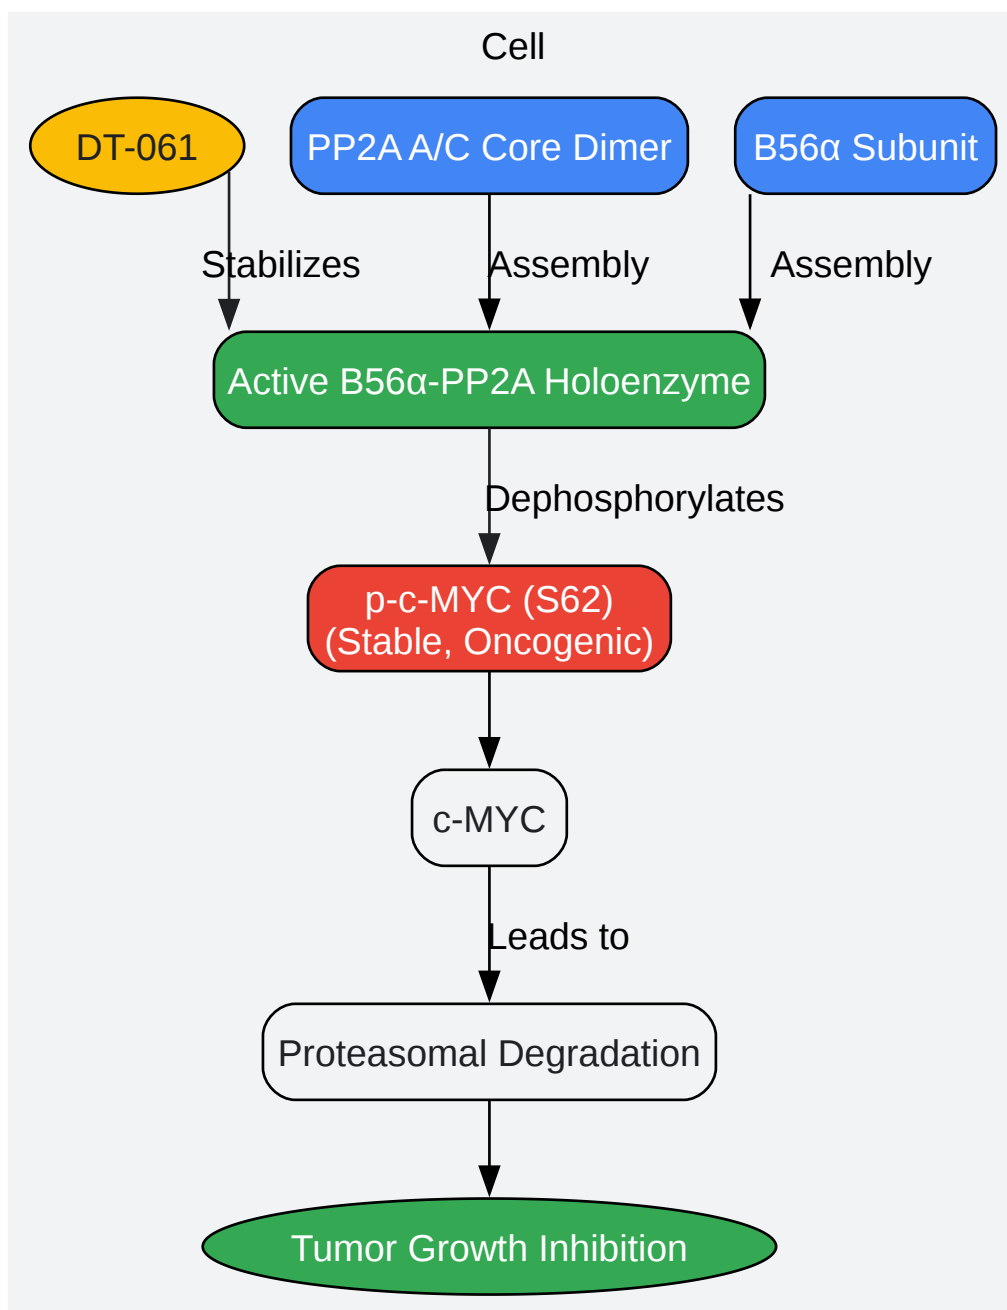 Cell
DT-061
PP2A A/C Core Dimer
B56α Subunit
Stabilizes
Assembly
Assembly
Active B56α-PP2A Holoenzyme
Dephosphorylates
p-c-MYC (S62)
(Stable, Oncogenic)
c-MYC
Leads to
Proteasomal Degradation
Tumor Growth Inhibition